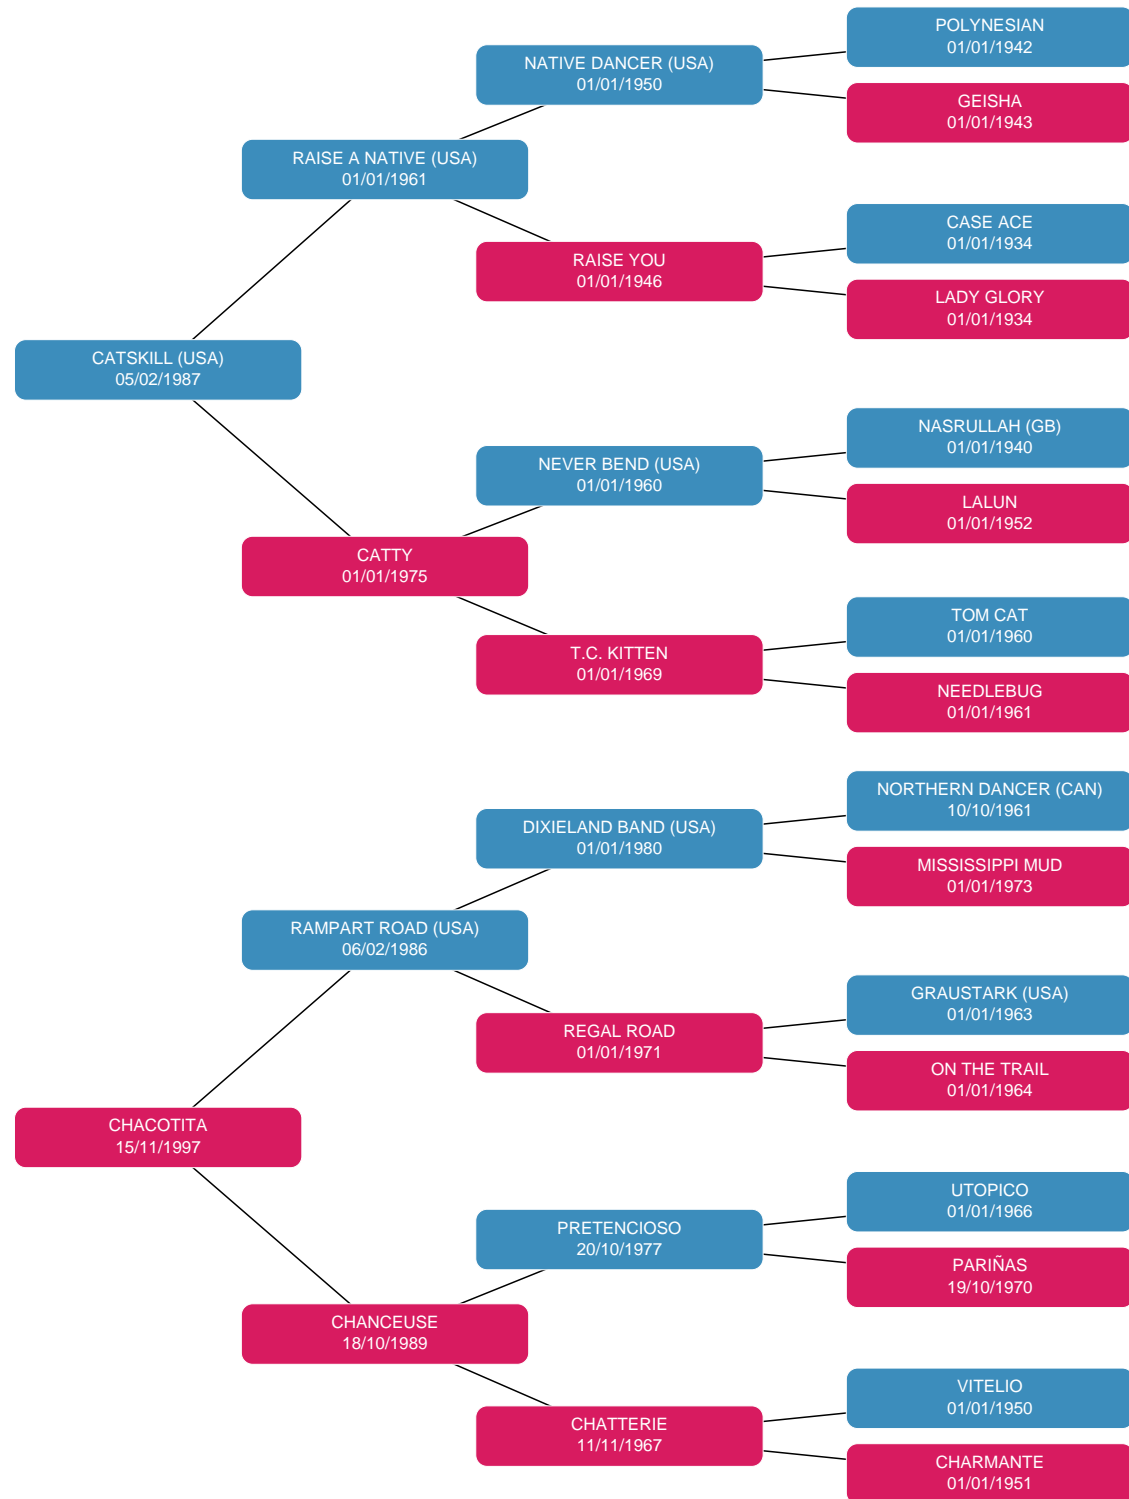 POLYNESIAN
01/01/1942
NATIVE DANCER (USA)
01/01/1950
GEISHA
01/01/1943
RAISE A NATIVE (USA)
01/01/1961
CASE ACE
01/01/1934
RAISE YOU
01/01/1946
LADY GLORY
01/01/1934
CATSKILL (USA)
05/02/1987
NASRULLAH (GB)
01/01/1940
NEVER BEND (USA)
01/01/1960
LALUN
01/01/1952
CATTY
01/01/1975
TOM CAT
01/01/1960
T.C. KITTEN
01/01/1969
NEEDLEBUG
01/01/1961
NORTHERN DANCER (CAN)
10/10/1961
DIXIELAND BAND (USA)
01/01/1980
MISSISSIPPI MUD
01/01/1973
RAMPART ROAD (USA)
06/02/1986
GRAUSTARK (USA)
01/01/1963
REGAL ROAD
01/01/1971
ON THE TRAIL
01/01/1964
CHACOTITA
15/11/1997
UTOPICO
01/01/1966
PRETENCIOSO
20/10/1977
PARIÑAS
19/10/1970
CHANCEUSE
18/10/1989
VITELIO
01/01/1950
CHATTERIE
11/11/1967
CHARMANTE
01/01/1951